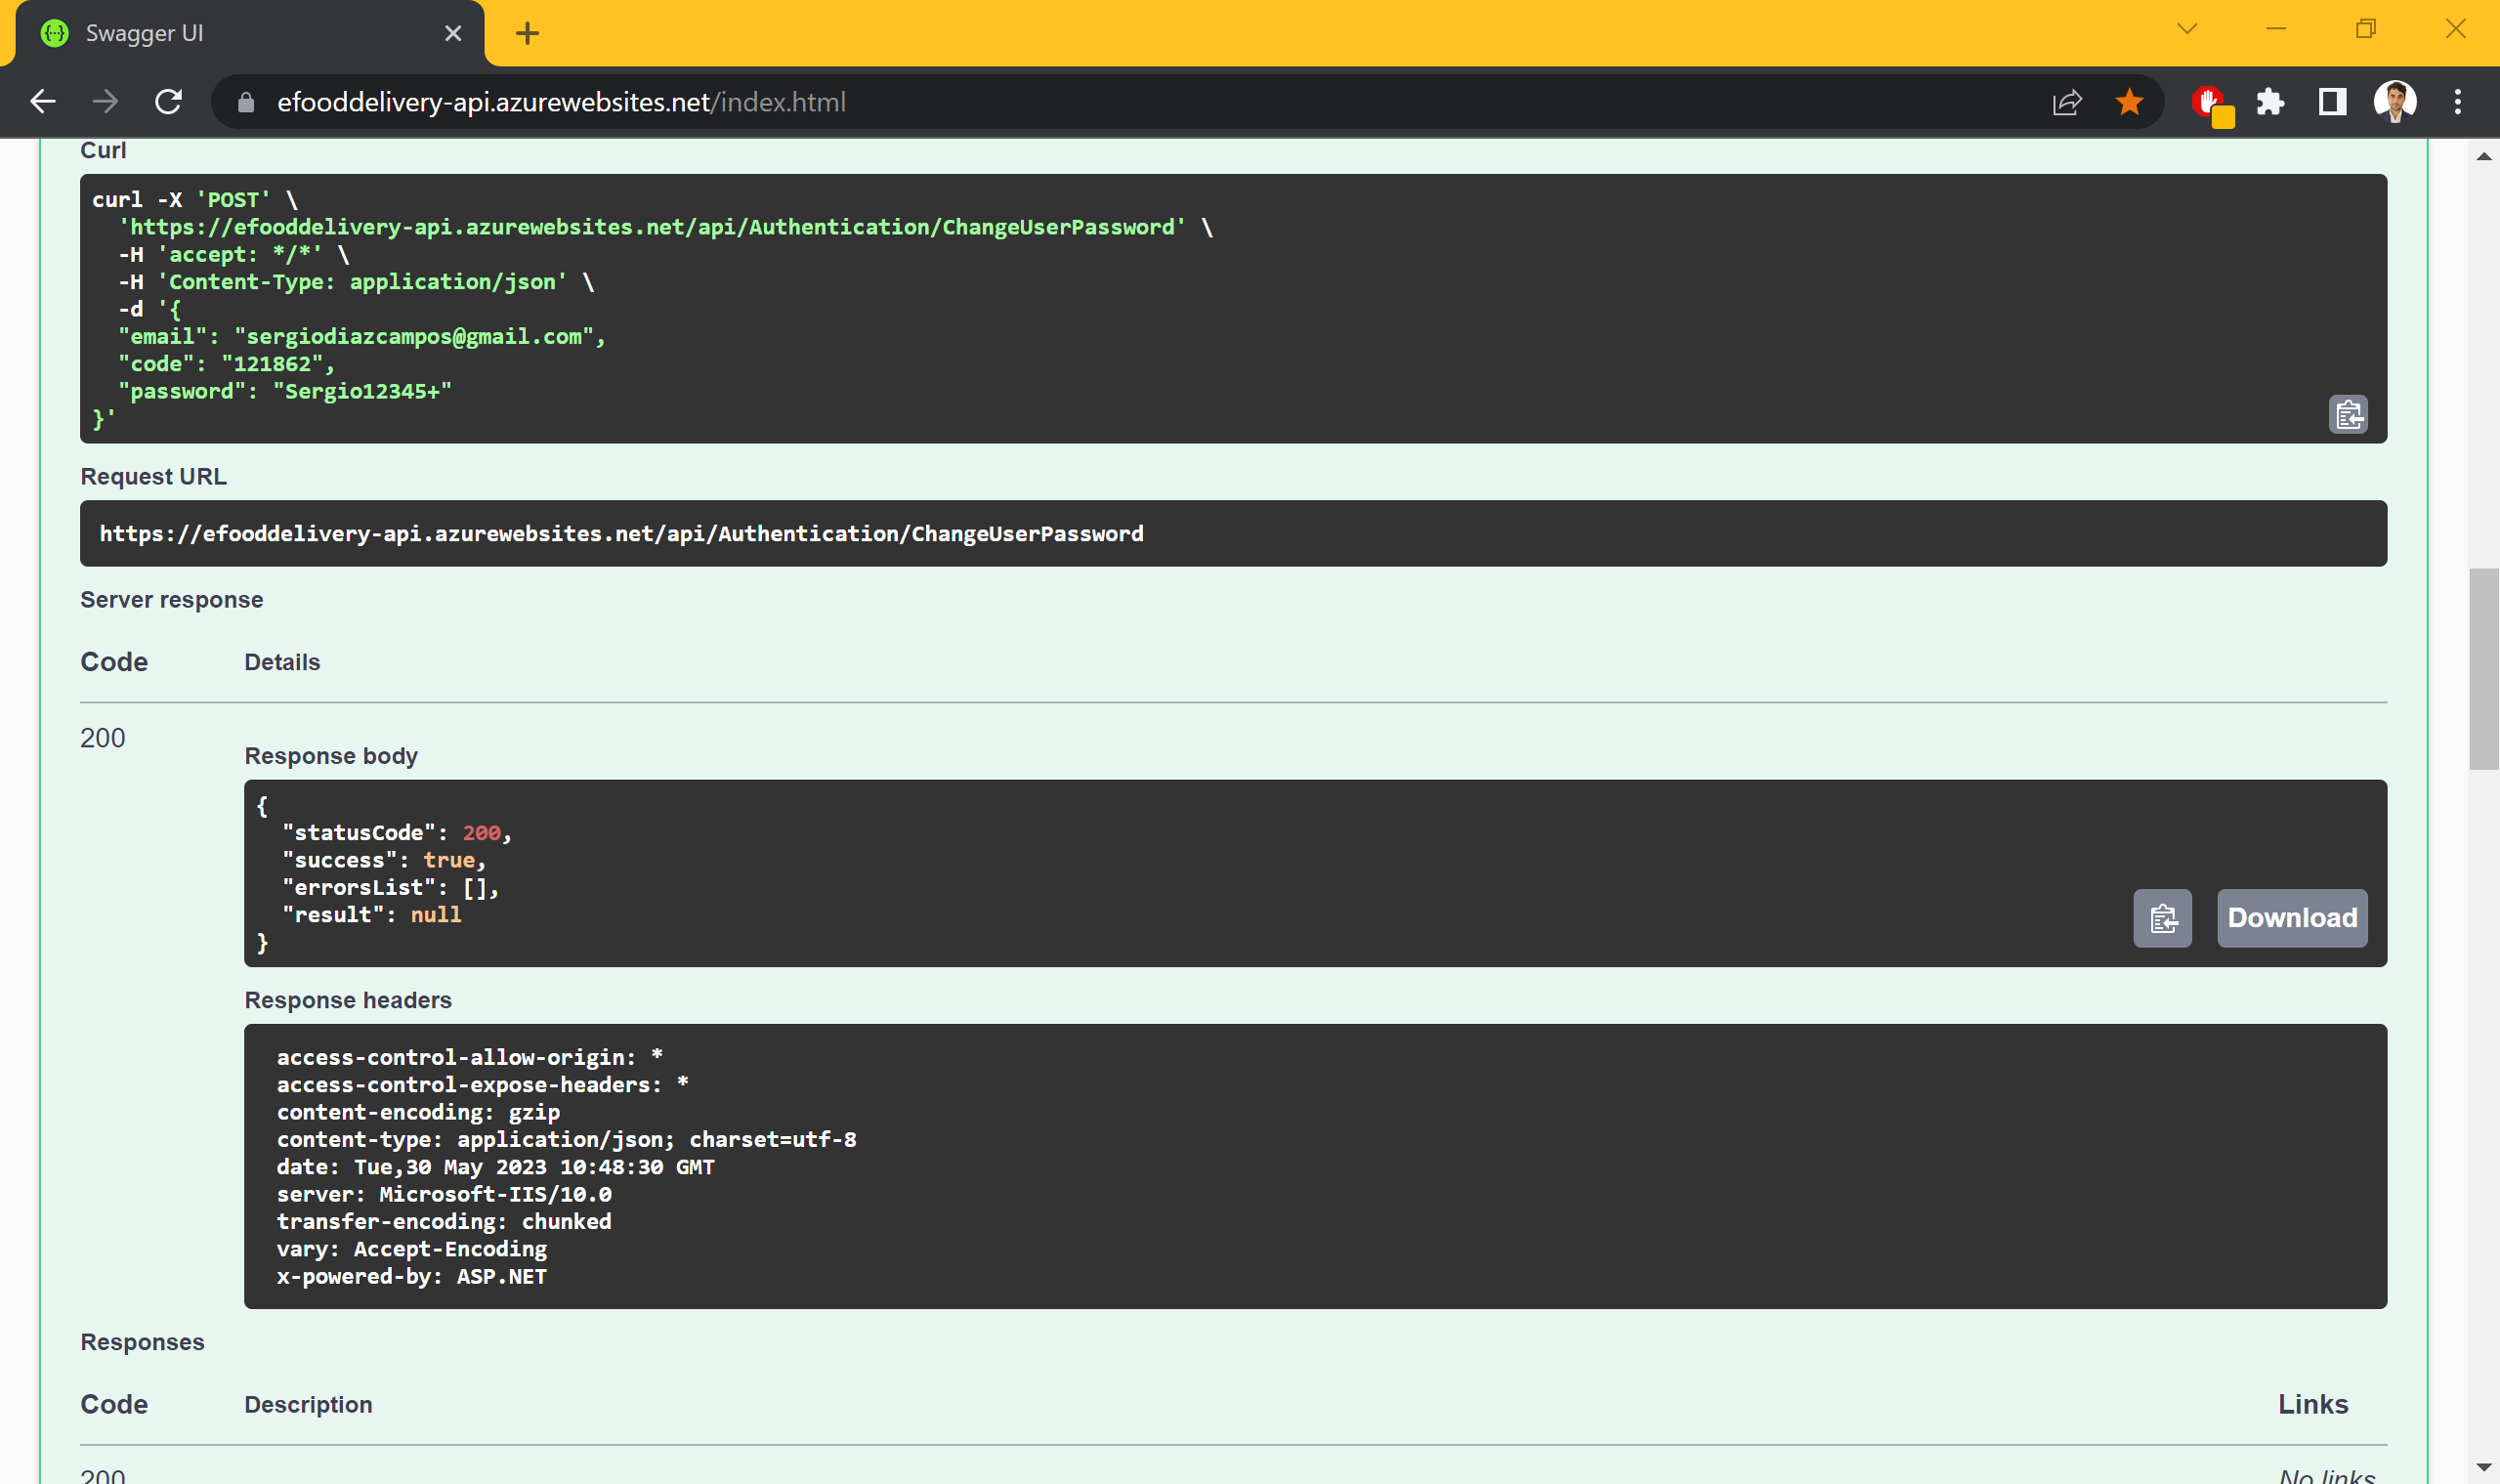 Swagger UI
efooddelivery-api.azurewebsites.net/index.html
Curl
curl -X 'POST' \
'https://efooddelivery-api.azurewebsites.net/api/Authentication/ChangeUserPassword' \
-H 'accept: */*' \
-H 'Content-Type: application/json' \
-d '{
"email": "sergiodiazcampos@gmail.com",
"code": "121862",
"password": "Sergio12345+"
}'
Request URL
https://efooddelivery-api.azurewebsites.net/api/Authentication/ChangeUserPassword
Server response
Code Details
200
Response body
{
"statusCode": 200,
"success": true,
"errorsList": [],
"result": null
}
Download
Response headers
access-control-allow-origin: *
access-control-expose-headers: *
content-encoding: gzip
content-type: application/json; charset=utf-8
date: Tue,30 May 2023 10:48:30 GMT
server: Microsoft-IIS/10.0
transfer-encoding: chunked
vary: Accept-Encoding
x-powered-by: ASP.NET
Responses
Code Description Links
200 No links